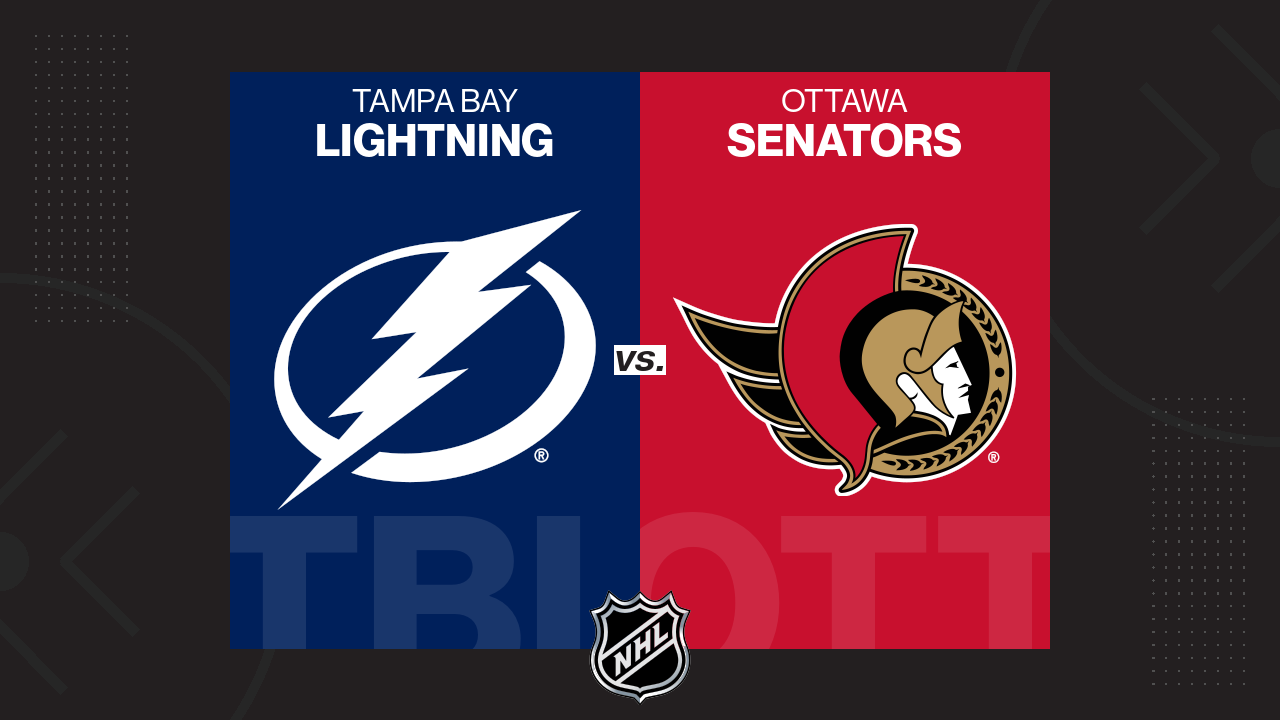 TAMPA BAY
LIGHTNING
OTTAWA
SENATORS
vs.
®
®
TBL
OTT
NHL